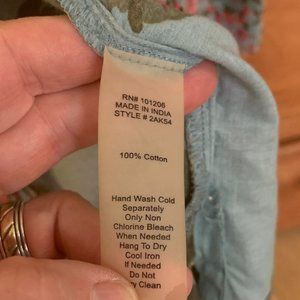 RN# 101206
MADE IN INDIA
STYLE # 2AK54
100% Cotton
Hand Wash Cold
Separately
Only Non
Chlorine Bleach
When Needed
Hang To Dry
Cool Iron
If Needed
Do Not
Clean